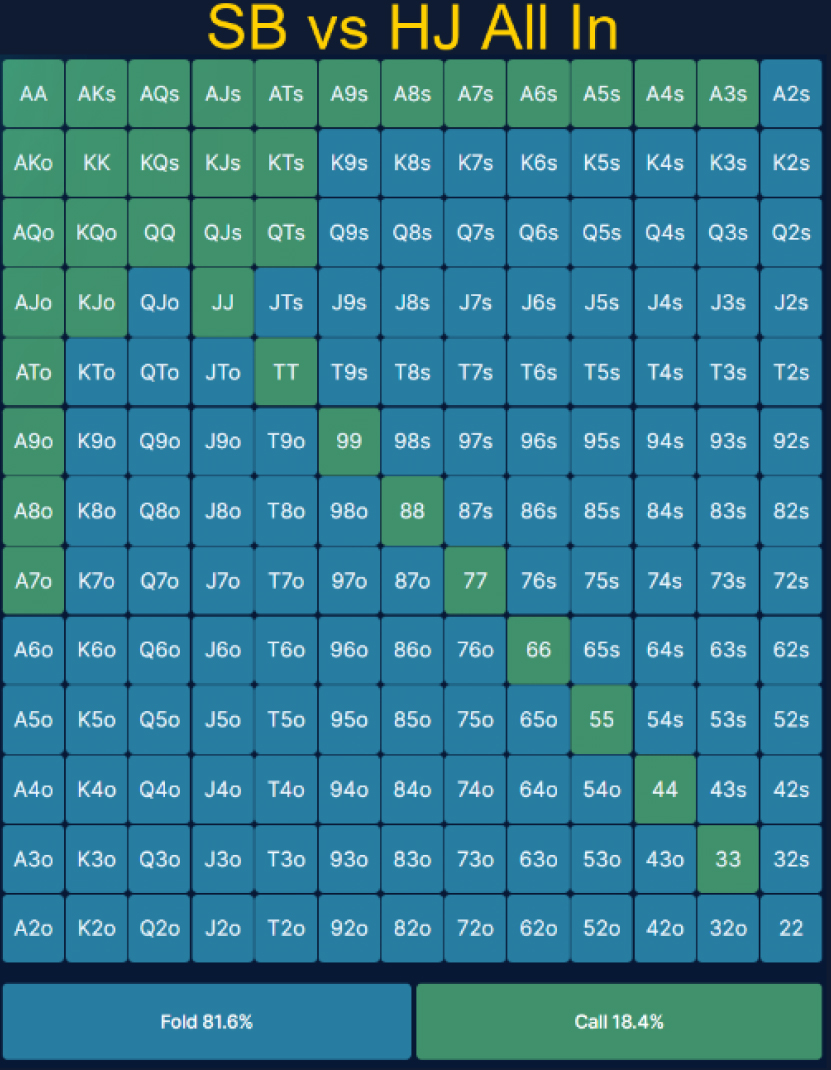 SB vs HJ All In
AA AKs AQs AJs ATs A9s A8s A7s A6s A5s A4s A3s A2s
AKo KK KQs KJs KTs K9s K8s K7s K6s K5s K4s K3s K2s
AQo KQo QQ QJs QTs Q9s Q8s Q7s Q6s Q5s Q4s Q3s Q2s
AJo KJo QJo JJ JTs J9s J8s J7s J6s J5s J4s J3s J2s
ATo KTo QTo JTo TT T9s T8s T7s T6s T5s T4s T3s T2s
A9o K9o Q9o J9o T9o 99 98s 97s 96s 95s 94s 93s 92s
A8o K8o Q8o J8o T8o 98o 88 87s 86s 85s 84s 83s 82s
A7o K7o Q7o J7o T7o 97o 87o 77 76s 75s 74s 73s 72s
A6o K6o Q6o J6o T6o 96o 86o 76o 66 65s 64s 63s 62s
A5o K5o Q5o J5o T5o 95o 85o 75o 65o 55 54s 53s 52s
A4o K4o Q4o J4o T4o 94o 84o 74o 64o 54o 44 43s 42s
A3o K3o Q3o J3o T3o 93o 83o 73o 63o 53o 43o 33 32s
A2o K2o Q2o J2o T2o 92o 82o 72o 62o 52o 42o 32o 22
Fold 81.6% Call 18.4%